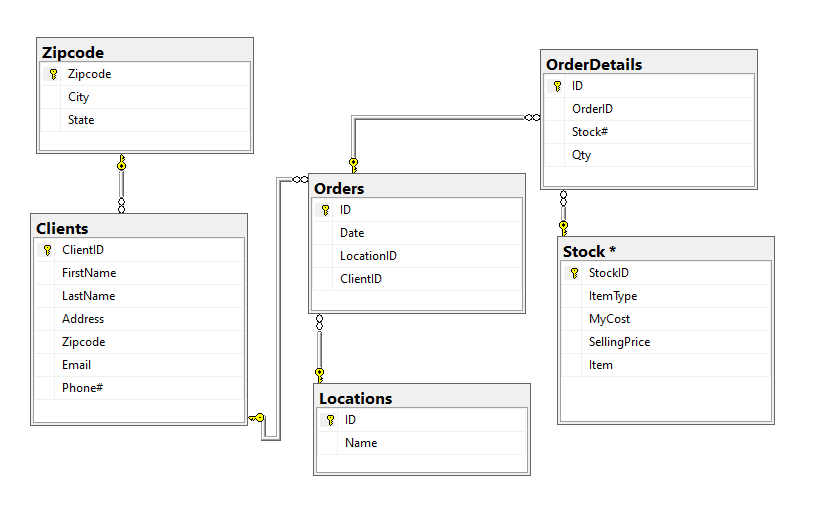 Zipcode
Zipcode
City
State
Clients
ClientID
FirstName
LastName
Address
Zipcode
Email
Phone#
Orders
ID
Date
LocationID
ClientID
Locations
ID
Name
OrderDetails
ID
OrderID
Stock#
Qty
Stock *
StockID
ItemType
MyCost
SellingPrice
Item